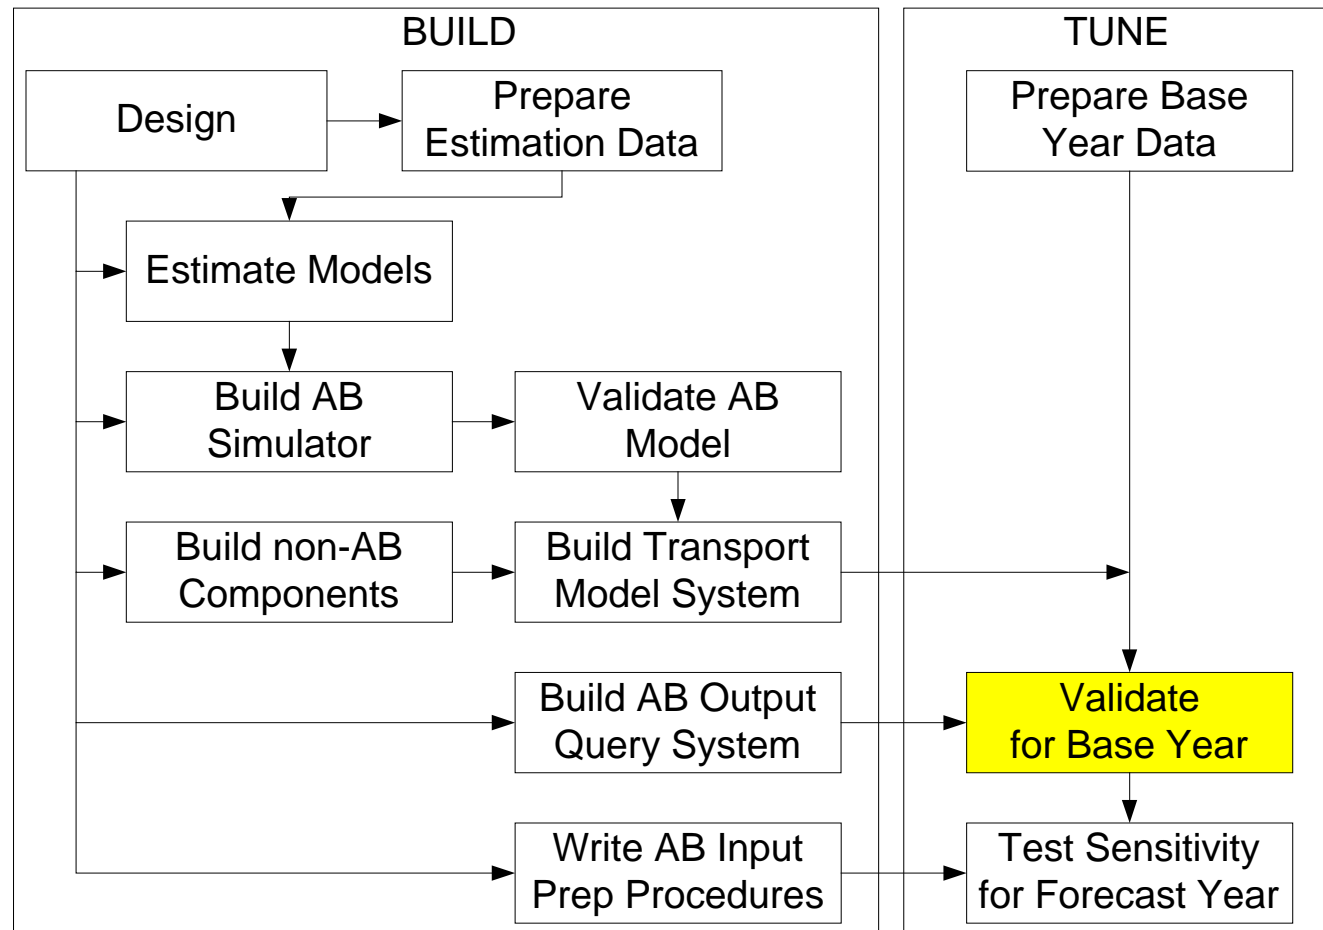 BUILD
TUNE
Design
Prepare
Estimation Data
Prepare Base
Year Data
Estimate Models
Build AB
Simulator
Validate AB
Model
Build non-AB
Components
Build Transport
Model System
Build AB Output
Query System
Validate
for Base Year
Write AB Input
Prep Procedures
Test Sensitivity
for Forecast Year